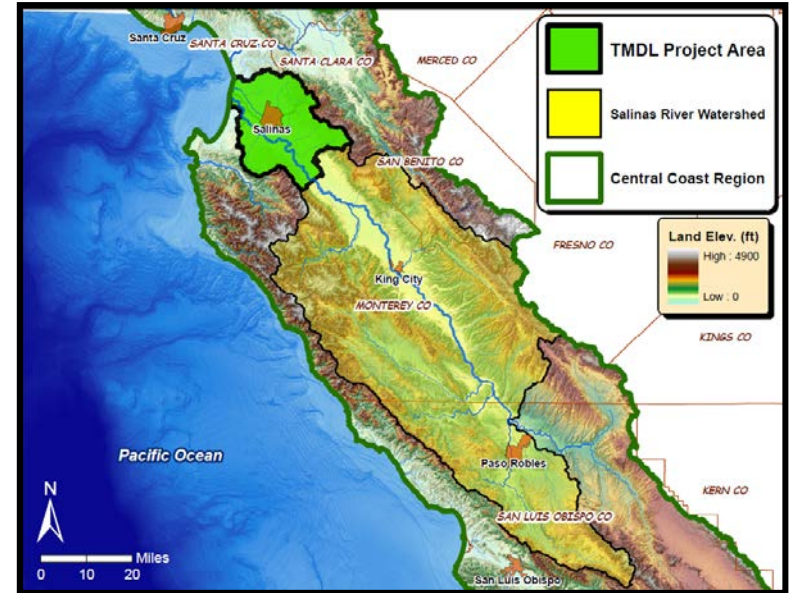 Santa Cruz
SANTA CRUZ CO
SANTA CLARA CO
MERCED CO
TMDL Project Area
Salinas River Watershed
Central Coast Region
Salinas
SAN BENITO CO
FRESNO CO
Land Elev. (ft)
High : 4900
Low : 0
King City
MONTEREY CO
KINGS CO
Pacific Ocean
Paso Robles
KERN CO
SAN LUIS OBISPO CO
N
Miles
0 10 20
San Luis Obispo